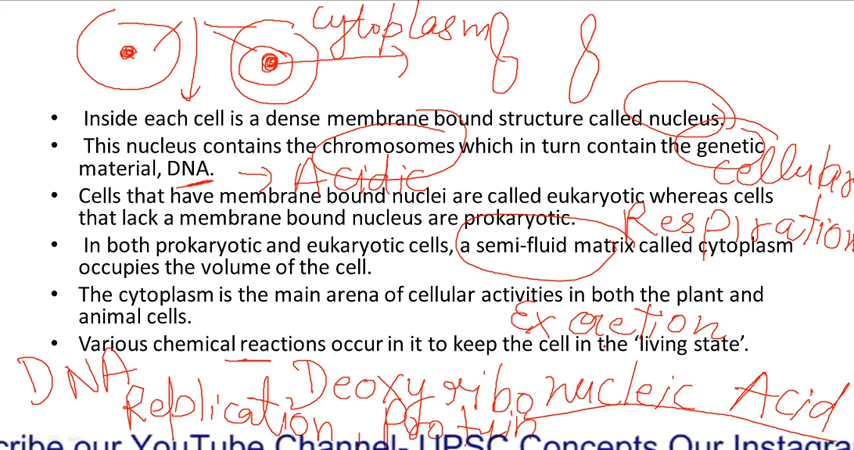 cytoplasm
• Inside each cell is a dense membrane bound structure called nucleus.
• This nucleus contains the chromosomes which in turn contain the genetic
material, DNA. → Acidic
cellular
• Cells that have membrane bound nuclei are called eukaryotic whereas cells
that lack a membrane bound nucleus are prokaryotic.
Respiration
• In both prokaryotic and eukaryotic cells, a semi-fluid matrix called cytoplasm
occupies the volume of the cell.
• The cytoplasm is the main arena of cellular activities in both the plant and
animal cells.
• Various chemical reactions occur in it to keep the cell in the ‘living state’.
DNA Deoxyribonucleic Acid
Replication
cribe our YouTube Channel- UPSC Concepts Our Instagra